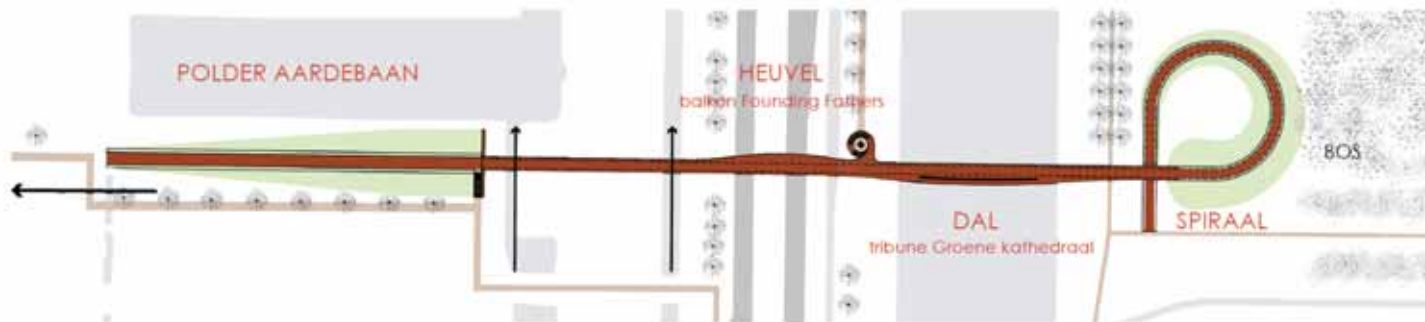 POLDER AARDEBAAN
HEUVEL
balkon Founding Fathers
DAL
tribune Groene kathedraal
SPIRAAL
BOS